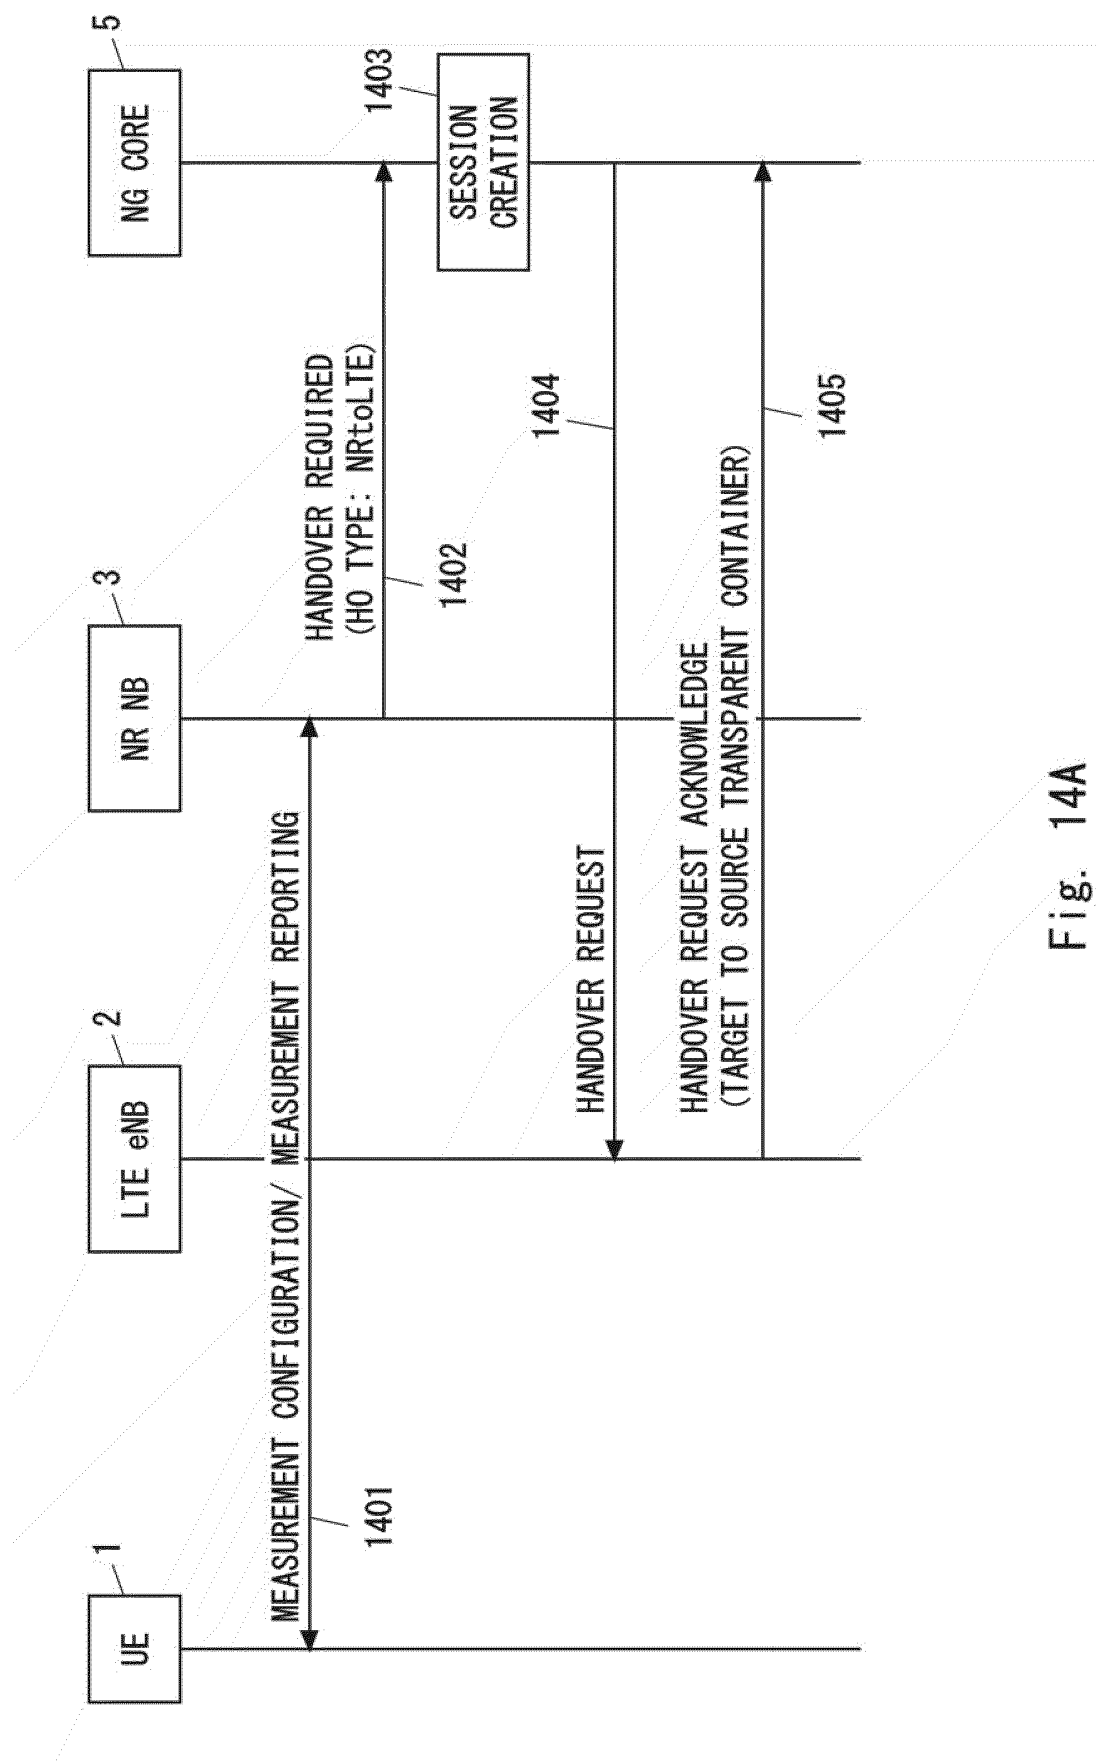 UE
1
LTE eNB
2
NR NB
3
NG CORE
5
MEASUREMENT CONFIGURATION/ MEASUREMENT REPORTING
1401
HANDOVER REQUIRED
(HO TYPE: NRtoLTE)
1402
1403
SESSION
CREATION
HANDOVER REQUEST
1404
HANDOVER REQUEST ACKNOWLEDGE
(TARGET TO SOURCE TRANSPARENT CONTAINER)
1405
Fig. 14A